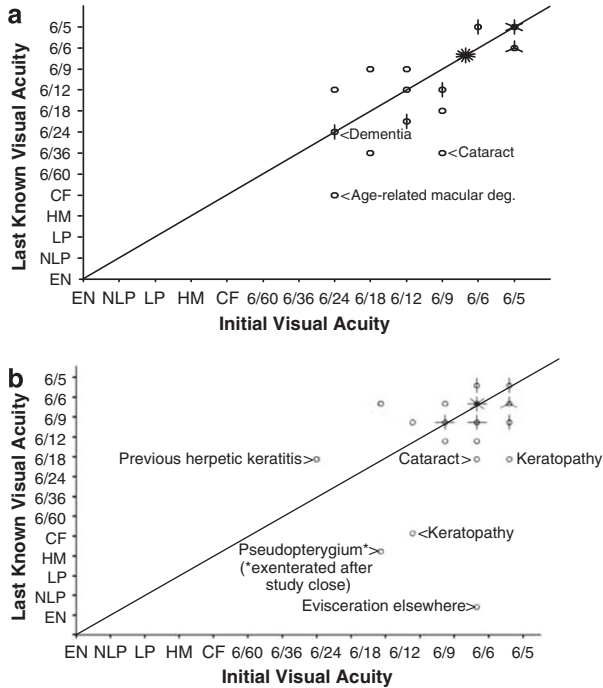 a
Last Known Visual Acuity
6/5
6/6
6/9
6/12
6/18
6/24
6/36
6/60
CF
HM
LP
NLP
EN
<Dementia
<Cataract
<Age-related macular deg.
EN NLP LP HM CF 6/60 6/36 6/24 6/18 6/12 6/9 6/6 6/5
Initial Visual Acuity
b
Last Known Visual Acuity
6/5
6/6
6/9
6/12
6/18
6/24
6/36
6/60
CF
HM
LP
NLP
EN
Previous herpetic keratitis>
Cataract>
Keratopathy
<Keratopathy
Pseudopterygium*>
(*exenterated after
study close)
Evisceration elsewhere>
EN NLP LP HM CF 6/60 6/36 6/24 6/18 6/12 6/9 6/6 6/5
Initial Visual Acuity